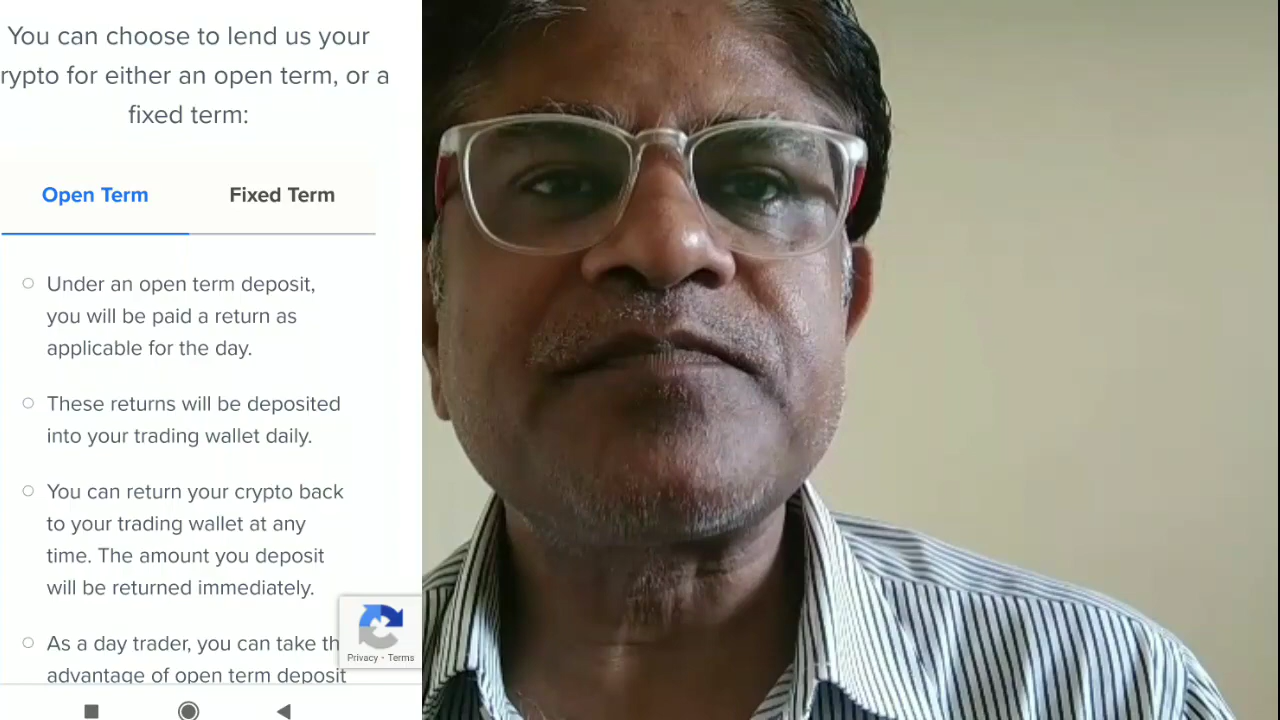 You can choose to lend us your
rypto for either an open term, or a
fixed term:
Open Term
Fixed Term
Under an open term deposit,
you will be paid a return as
applicable for the day.
These returns will be deposited
into your trading wallet daily.
You can return your crypto back
to your trading wallet at any
time. The amount you deposit
will be returned immediately.
As a day trader, you can take th
advantage of open term deposit
Privacy - Terms